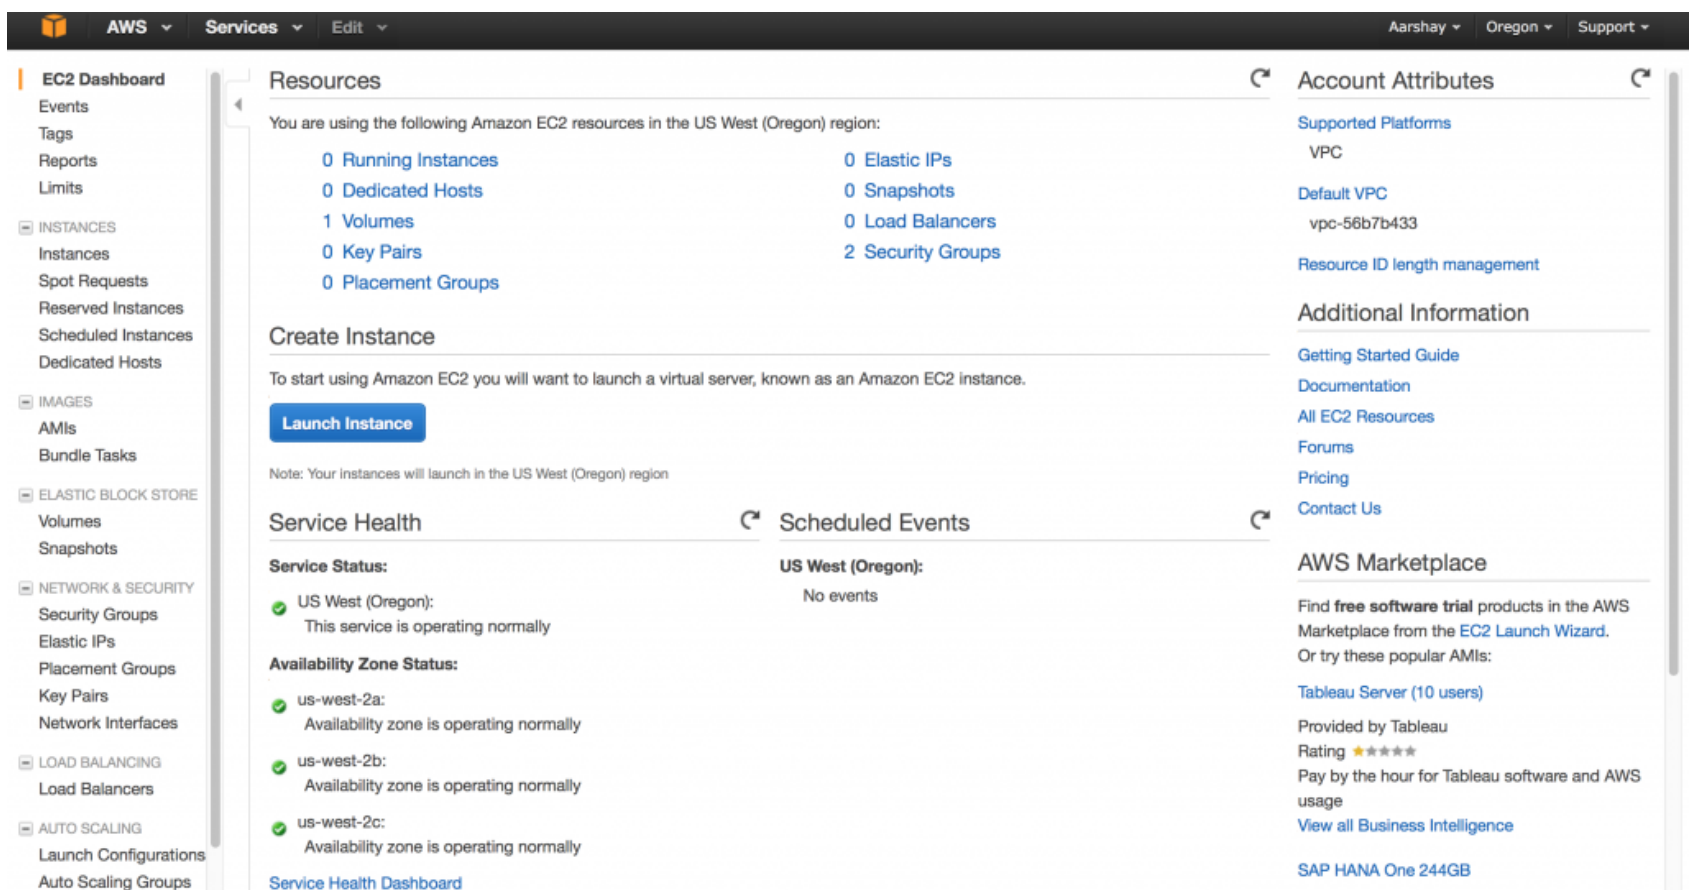 AWS Services Edit Aarshay Oregon Support
EC2 Dashboard
Events
Tags
Reports
Limits
INSTANCES
Instances
Spot Requests
Reserved Instances
Scheduled Instances
Dedicated Hosts
IMAGES
AMIs
Bundle Tasks
ELASTIC BLOCK STORE
Volumes
Snapshots
NETWORK & SECURITY
Security Groups
Elastic IPs
Placement Groups
Key Pairs
Network Interfaces
LOAD BALANCING
Load Balancers
AUTO SCALING
Launch Configurations
Auto Scaling Groups
Resources
You are using the following Amazon EC2 resources in the US West (Oregon) region:
0 Running Instances
0 Dedicated Hosts
1 Volumes
0 Key Pairs
0 Placement Groups
0 Elastic IPs
0 Snapshots
0 Load Balancers
2 Security Groups
Create Instance
To start using Amazon EC2 you will want to launch a virtual server, known as an Amazon EC2 instance.
Launch Instance
Note: Your instances will launch in the US West (Oregon) region
Service Health
Service Status:
US West (Oregon):
This service is operating normally
Availability Zone Status:
us-west-2a:
Availability zone is operating normally
us-west-2b:
Availability zone is operating normally
us-west-2c:
Availability zone is operating normally
Service Health Dashboard
Scheduled Events
US West (Oregon):
No events
Account Attributes
Supported Platforms
VPC
Default VPC
vpc-56b7b433
Resource ID length management
Additional Information
Getting Started Guide
Documentation
All EC2 Resources
Forums
Pricing
Contact Us
AWS Marketplace
Find free software trial products in the AWS
Marketplace from the EC2 Launch Wizard.
Or try these popular AMIs:
Tableau Server (10 users)
Provided by Tableau
Rating
Pay by the hour for Tableau software and AWS
usage
View all Business Intelligence
SAP HANA One 244GB